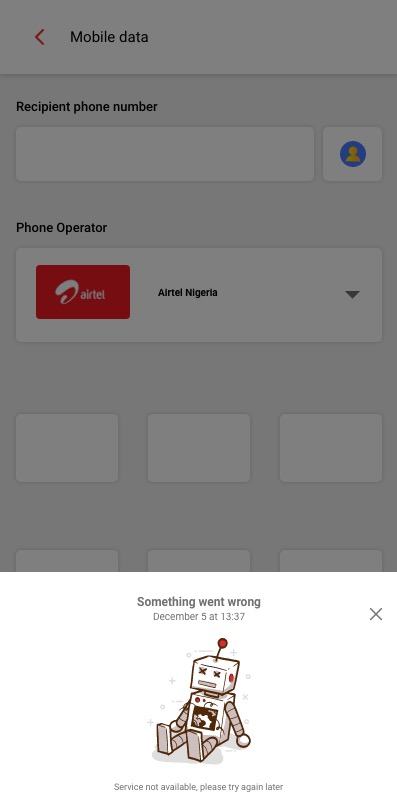 Mobile data
Recipient phone number
Phone Operator
airtel
Airtel Nigeria
Something went wrong
December 5 at 13:37
Service not available, please try again later